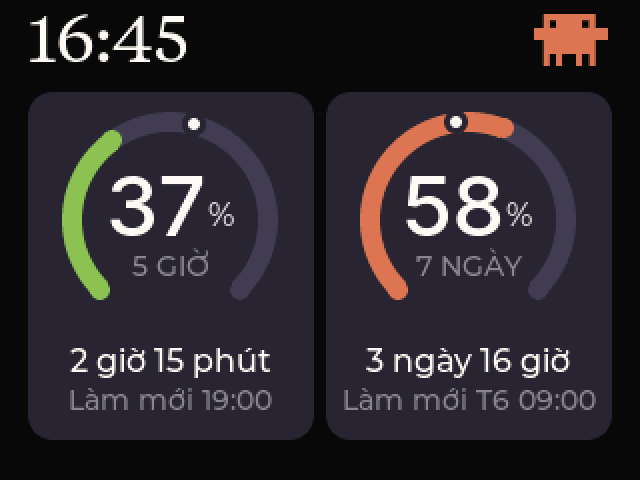 16:45
37%
5 GIỜ
2 giờ 15 phút
Làm mới 19:00
58%
7 NGÀY
3 ngày 16 giờ
Làm mới T6 09:00